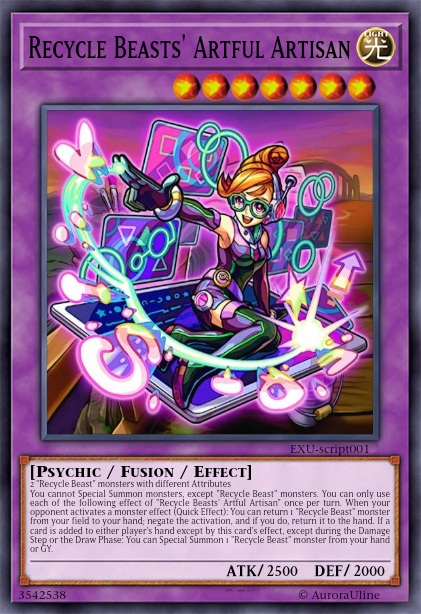 Recycle Beasts' Artful Artisan
LIGHT
光
EXU-script001
[Psychic / Fusion / Effect]
2 "Recycle Beast" monsters with different Attributes
You cannot Special Summon monsters, except "Recycle Beast" monsters. You can only use
each of the following effect of "Recycle Beasts' Artful Artisan" once per turn. When your
opponent activates a monster effect (Quick Effect): You can return 1 "Recycle Beast" monster
from your field to your hand; negate the activation, and if you do, return it to the hand. If a
card is added to either player's hand except by this card's effect, except during the Damage
Step or the Draw Phase: You can Special Summon 1 "Recycle Beast" monster from your hand
or GY.
ATK/ 2500 DEF/ 2000
3542538 © AuroraUline